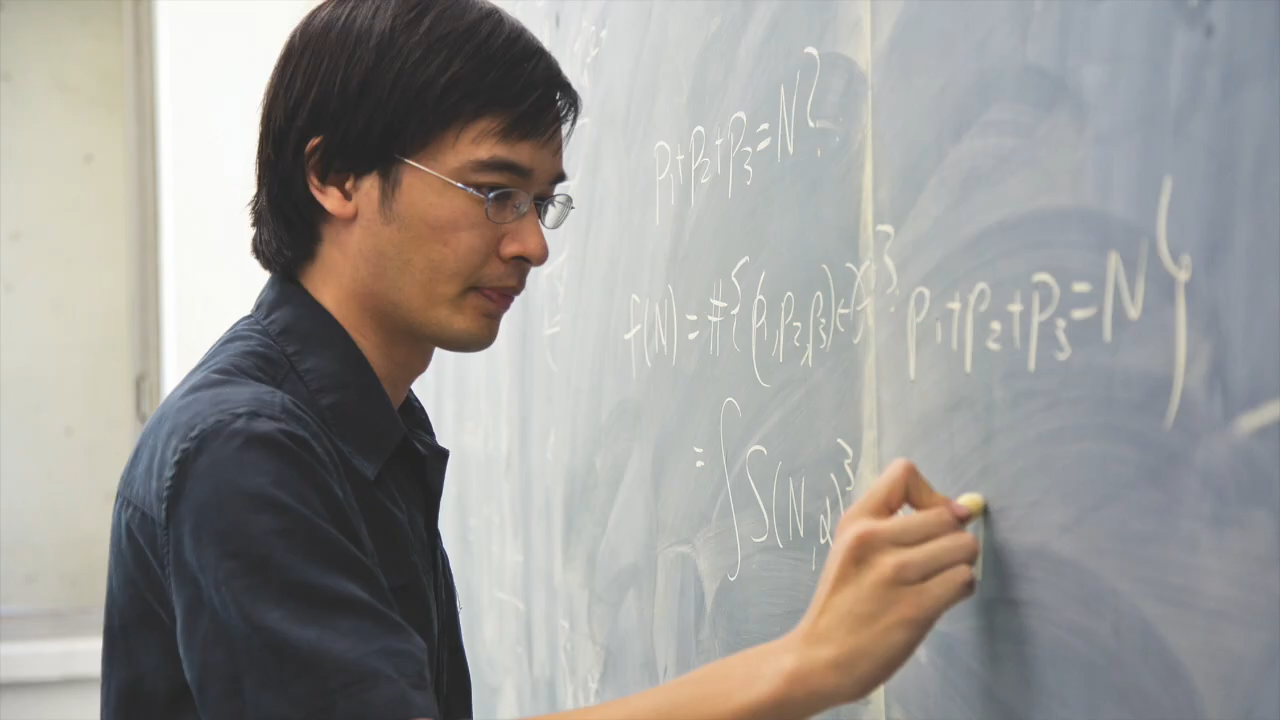 p₁+p₂+p₃=N?
f(N) = #{(p₁,p₂,p₃)∈P³: p₁+p₂+p₃=N}
= ∫S(N,α)³